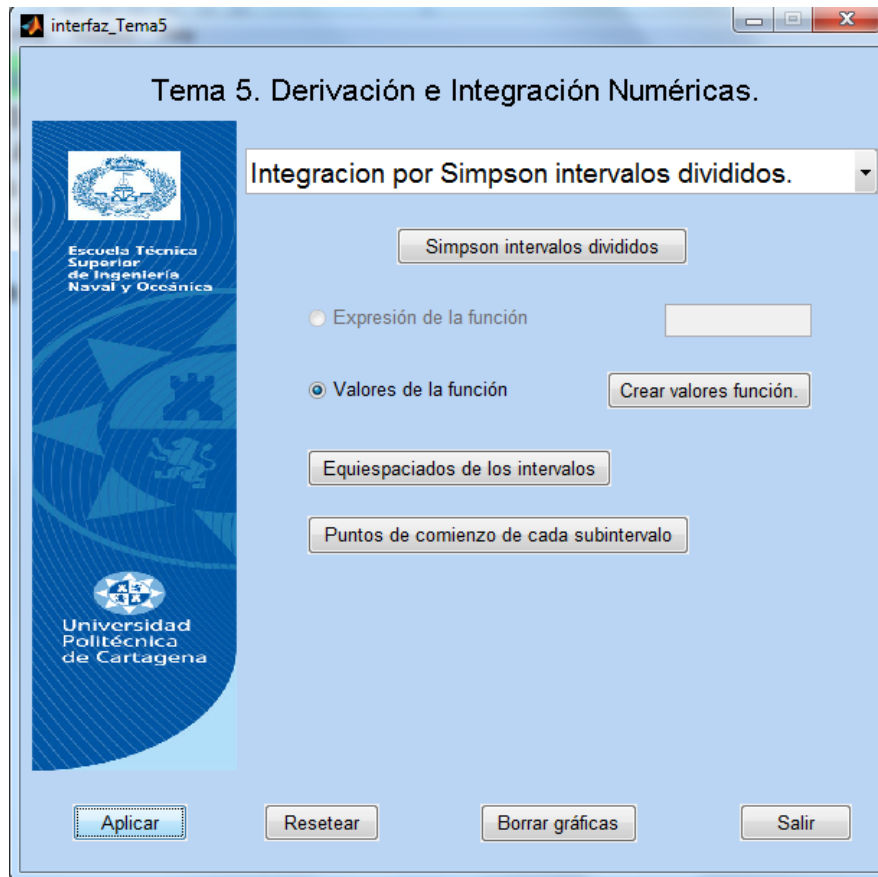 interfaz_Tema5
Tema 5. Derivación e Integración Numéricas.
Integracion por Simpson intervalos divididos.
Simpson intervalos divididos
Escuela Técnica
Superior
de Ingeniería
Naval y Oceánica
Expresión de la función
Valores de la función
Crear valores función.
Equiespaciados de los intervalos
Puntos de comienzo de cada subintervalo
Universidad
Politécnica
de Cartagena
Aplicar
Resetear
Borrar gráficas
Salir